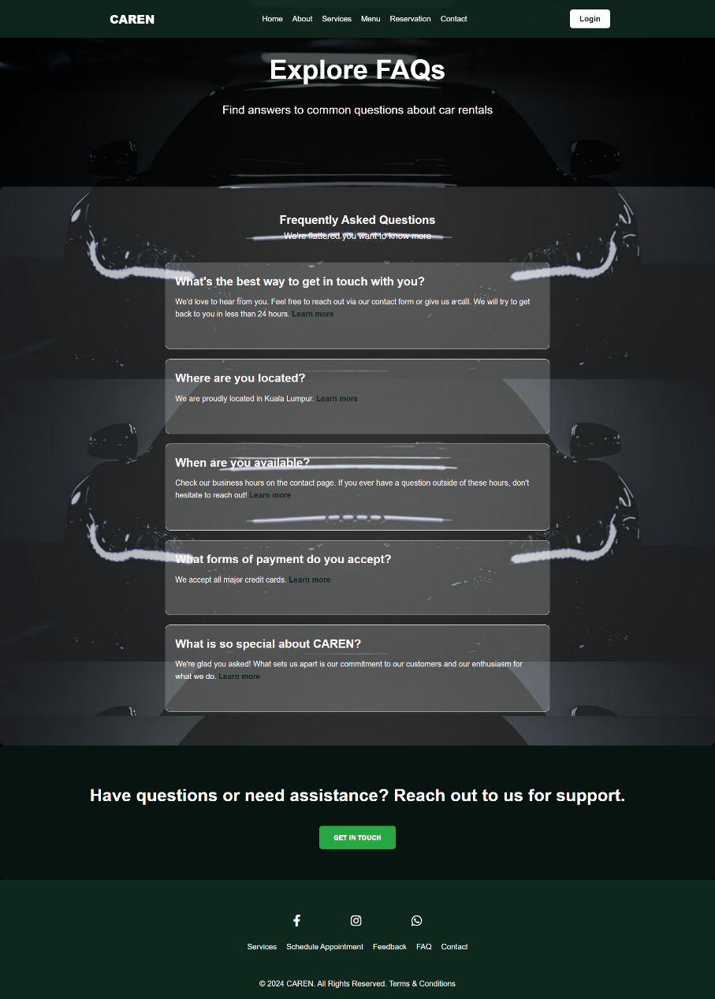 CAREN
Home About Services Menu Reservation Contact
Login
Explore FAQs
Find answers to common questions about car rentals
Frequently Asked Questions
We're flattered you want to know more
What's the best way to get in touch with you?
We'd love to hear from you. Feel free to reach out via our contact form or give us a call. We will try to get
back to you in less than 24 hours. Learn more
Where are you located?
We are proudly located in Kuala Lumpur. Learn more
When are you available?
Check our business hours on the contact page. If you ever have a question outside of these hours, don't
hesitate to reach out! Learn more
What forms of payment do you accept?
We accept all major credit cards. Learn more
What is so special about CAREN?
We're glad you asked! What sets us apart is our commitment to our customers and our enthusiasm for
what we do. Learn more
Have questions or need assistance? Reach out to us for support.
GET IN TOUCH
Services Schedule Appointment Feedback FAQ Contact
© 2024 CAREN. All Rights Reserved. Terms & Conditions